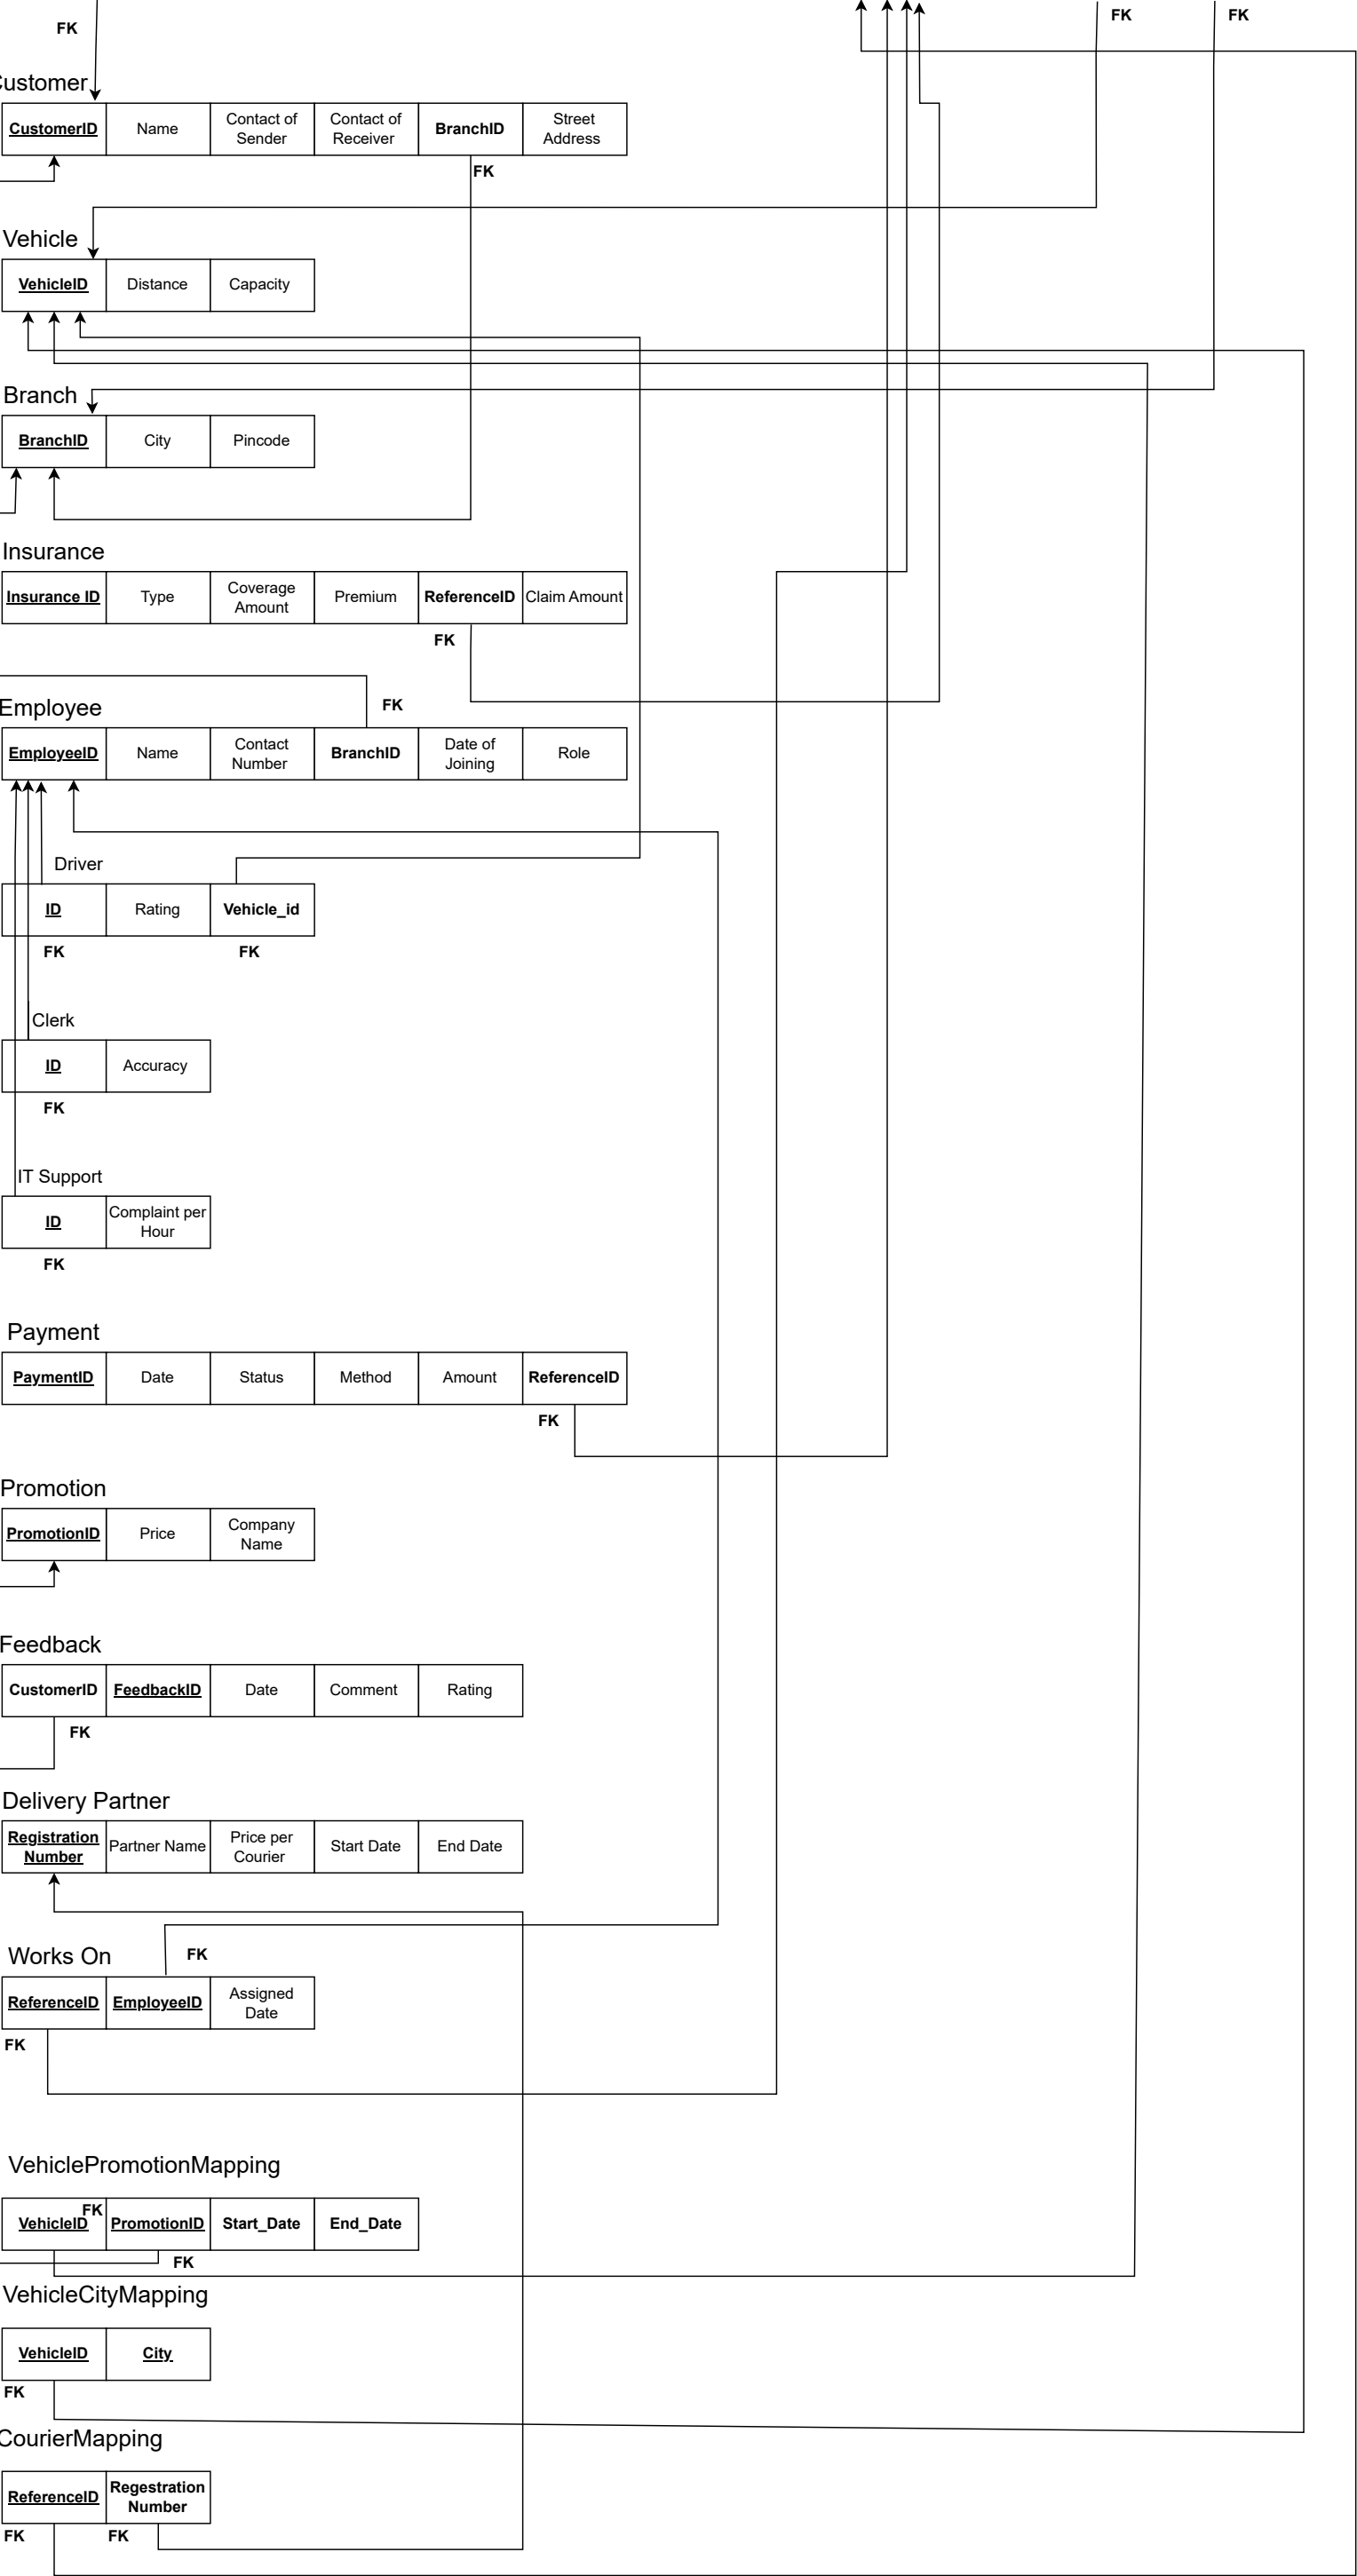 FK
FK
FK
Customer
CustomerID Name Contact of Sender Contact of Receiver BranchID Street Address
FK
Vehicle
VehicleID Distance Capacity
Branch
BranchID City Pincode
Insurance
Insurance ID Type Coverage Amount Premium ReferenceID Claim Amount
FK
FK
Employee
EmployeeID Name Contact Number BranchID Date of Joining Role
Driver
ID Rating Vehicle_id
FK FK
Clerk
ID Accuracy
FK
IT Support
ID Complaint per Hour
FK
Payment
PaymentID Date Status Method Amount ReferenceID
FK
Promotion
PromotionID Price Company Name
Feedback
CustomerID FeedbackID Date Comment Rating
FK
Delivery Partner
Registration Number Partner Name Price per Courier Start Date End Date
FK
Works On
ReferenceID EmployeeID Assigned Date
FK
VehiclePromotionMapping
FK
VehicleID PromotionID Start_Date End_Date
FK
VehicleCityMapping
VehicleID City
FK
CourierMapping
ReferenceID Regestration Number
FK FK